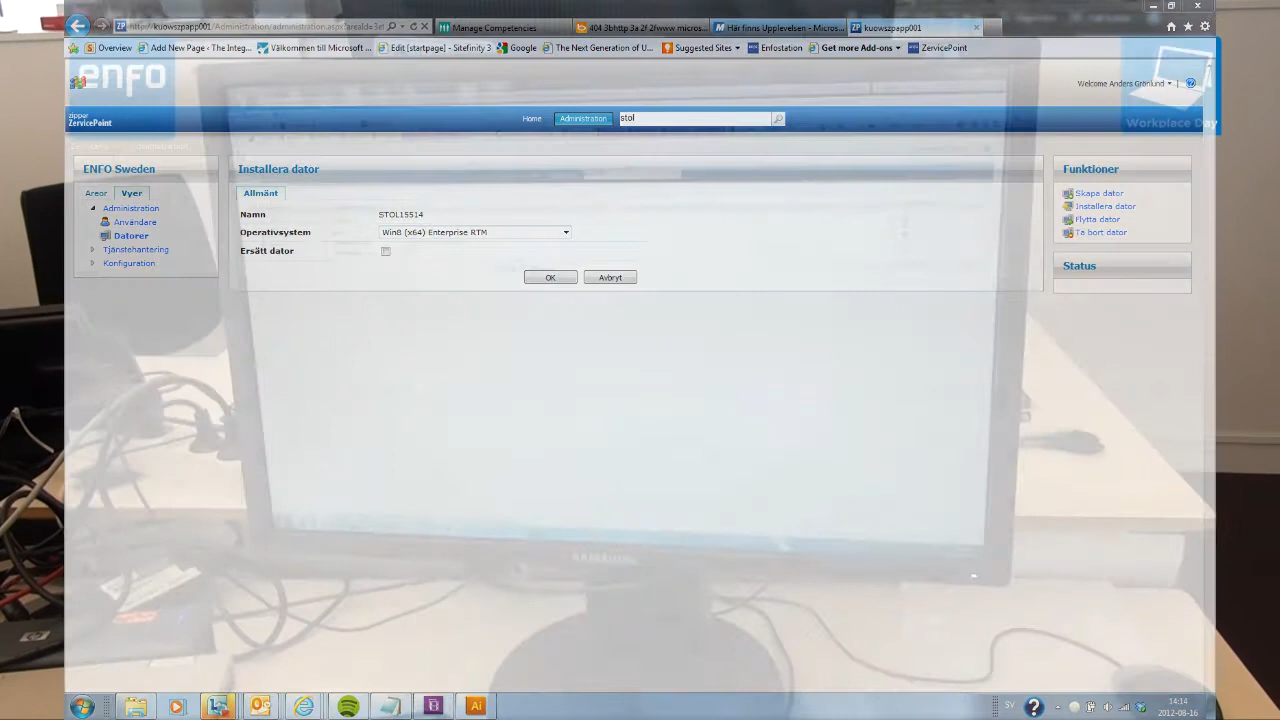 http://kuowszpapp001/Administration/administration.aspx?areaId=3e
Manage Competencies
404 3bhttp 3a 2f 2fwww micros...
Här finns Upplevelsen - Micros...
ZP kuowszpapp001
Overview
Add New Page · The Integ...
Välkommen till Microsoft ...
Edit [startpage] - Sitefinity 3
Google
The Next Generation of U...
Suggested Sites
Enfostation
Get more Add-ons
ZervicePoint
enfo
Welcome Anders Grönlund
Workplace Day
zipper
ZervicePoint
Home
Administration
stol
ENFO Sweden
Areor
Vyer
Administration
Användare
Datorer
Tjänstehantering
Konfiguration
Installera dator
Allmänt
Namn STOL15514
Operativsystem Win8 (x64) Enterprise RTM
Ersätt dator
OK
Avbryt
Funktioner
Skapa dator
Installera dator
Flytta dator
Ta bort dator
Status
SAMSUNG
hp
Ai
SV
14:14
2012-08-16